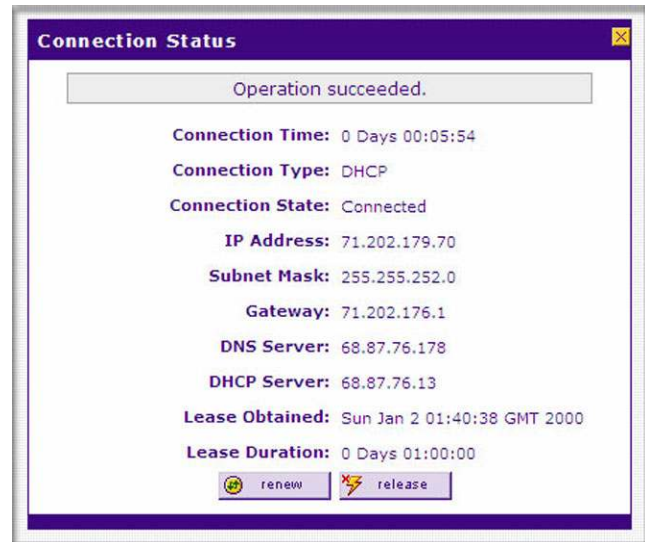 Connection Status
Operation succeeded.
Connection Time: 0 Days 00:05:54
Connection Type: DHCP
Connection State: Connected
IP Address: 71.202.179.70
Subnet Mask: 255.255.252.0
Gateway: 71.202.176.1
DNS Server: 68.87.76.178
DHCP Server: 68.87.76.13
Lease Obtained: Sun Jan 2 01:40:38 GMT 2000
Lease Duration: 0 Days 01:00:00
renew release